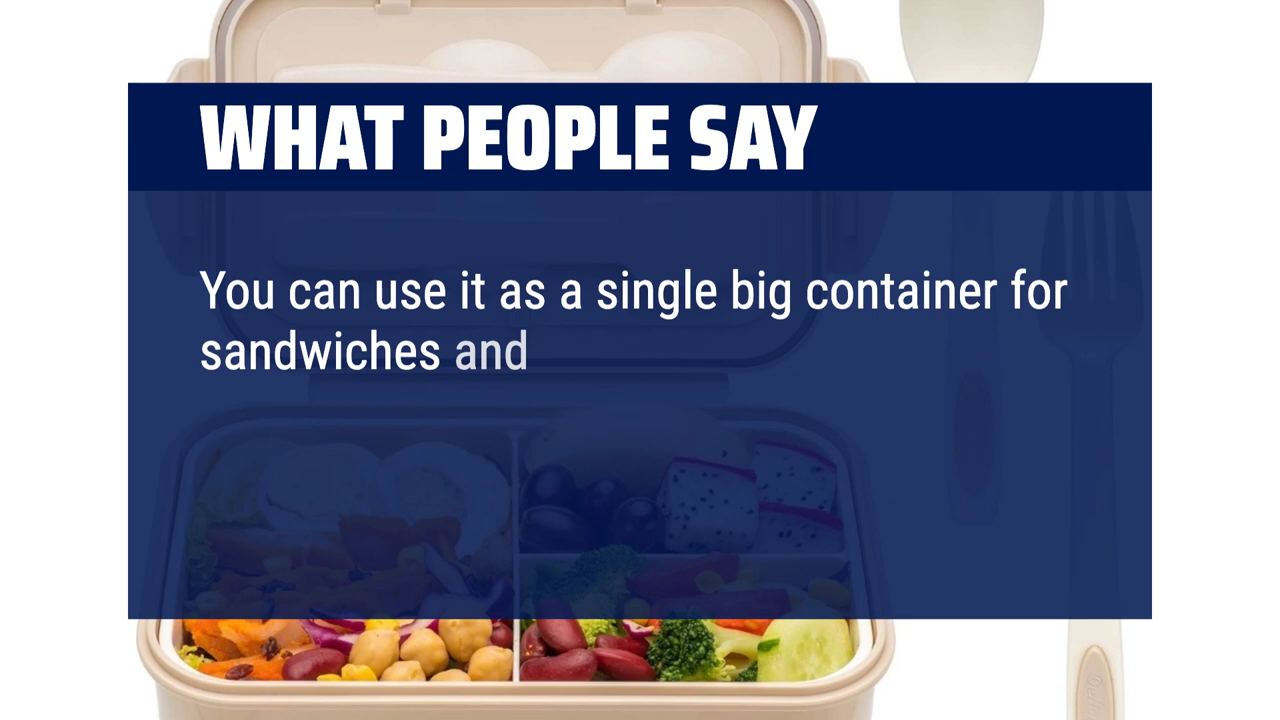 WHAT PEOPLE SAY
You can use it as a single big container for
sandwiches and